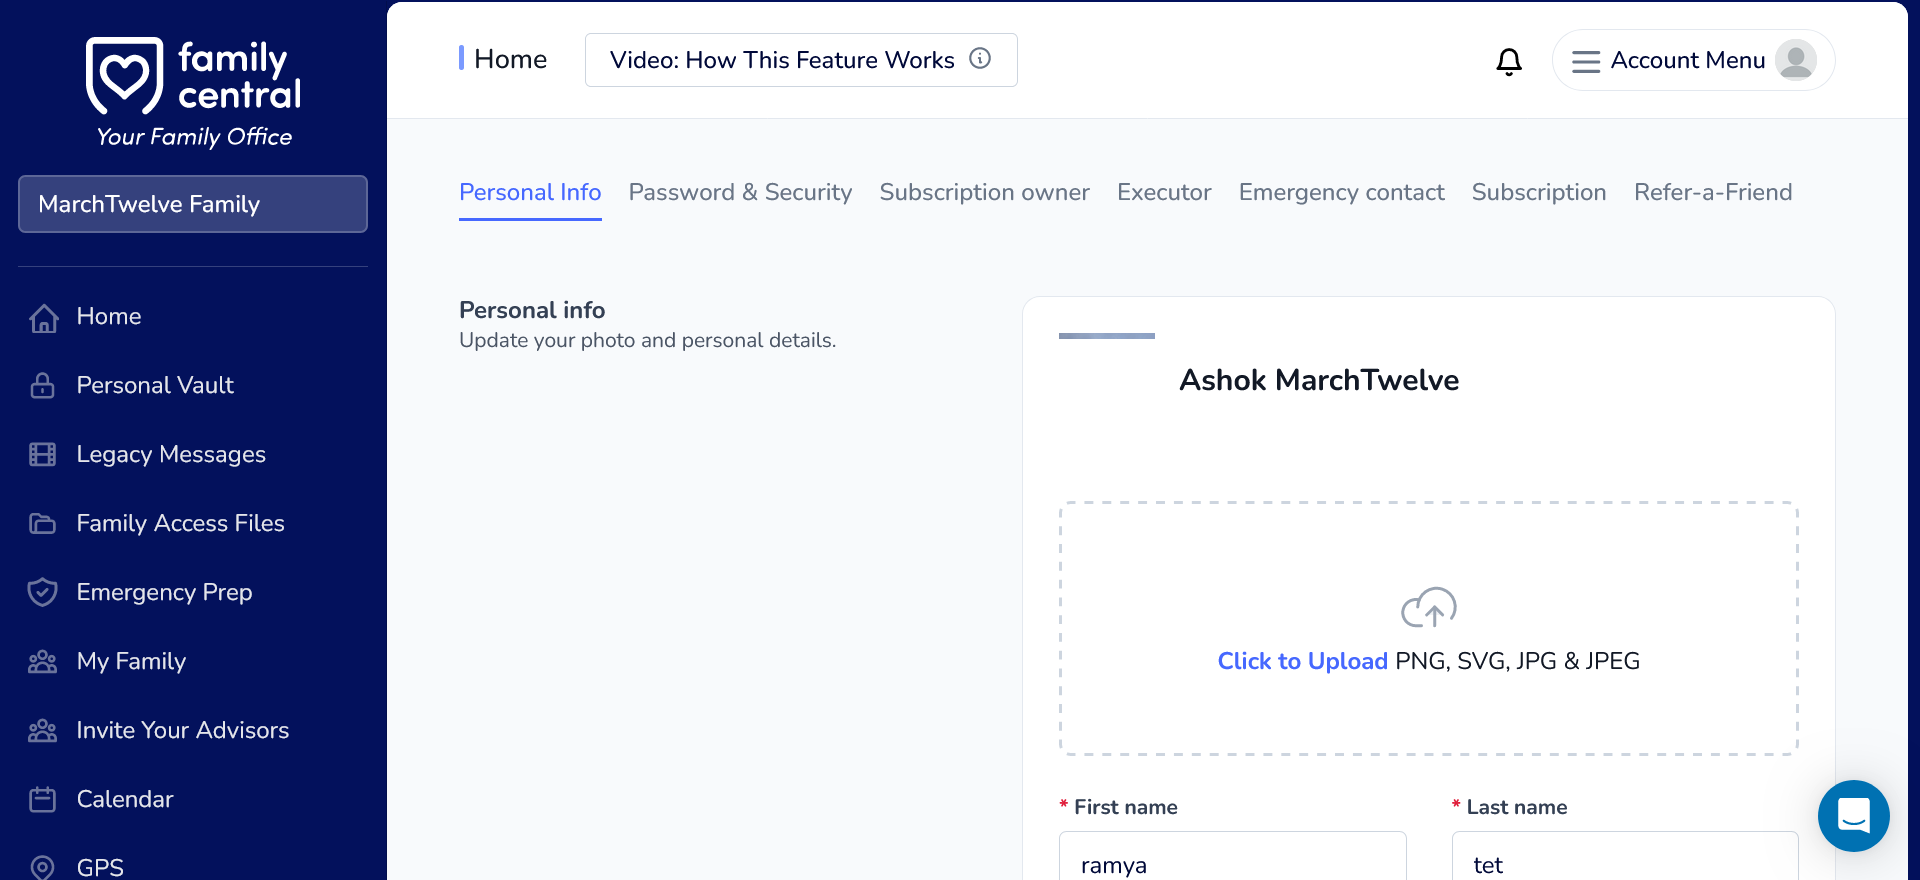 family
central
Your Family Office
MarchTwelve Family
Home
Personal Vault
Legacy Messages
Family Access Files
Emergency Prep
My Family
Invite Your Advisors
Calendar
GPS
Home
Video: How This Feature Works
Account Menu
Personal Info
Password & Security
Subscription owner
Executor
Emergency contact
Subscription
Refer-a-Friend
Personal info
Update your photo and personal details.
Ashok MarchTwelve
Click to Upload PNG, SVG, JPG & JPEG
* First name
ramya
* Last name
tet